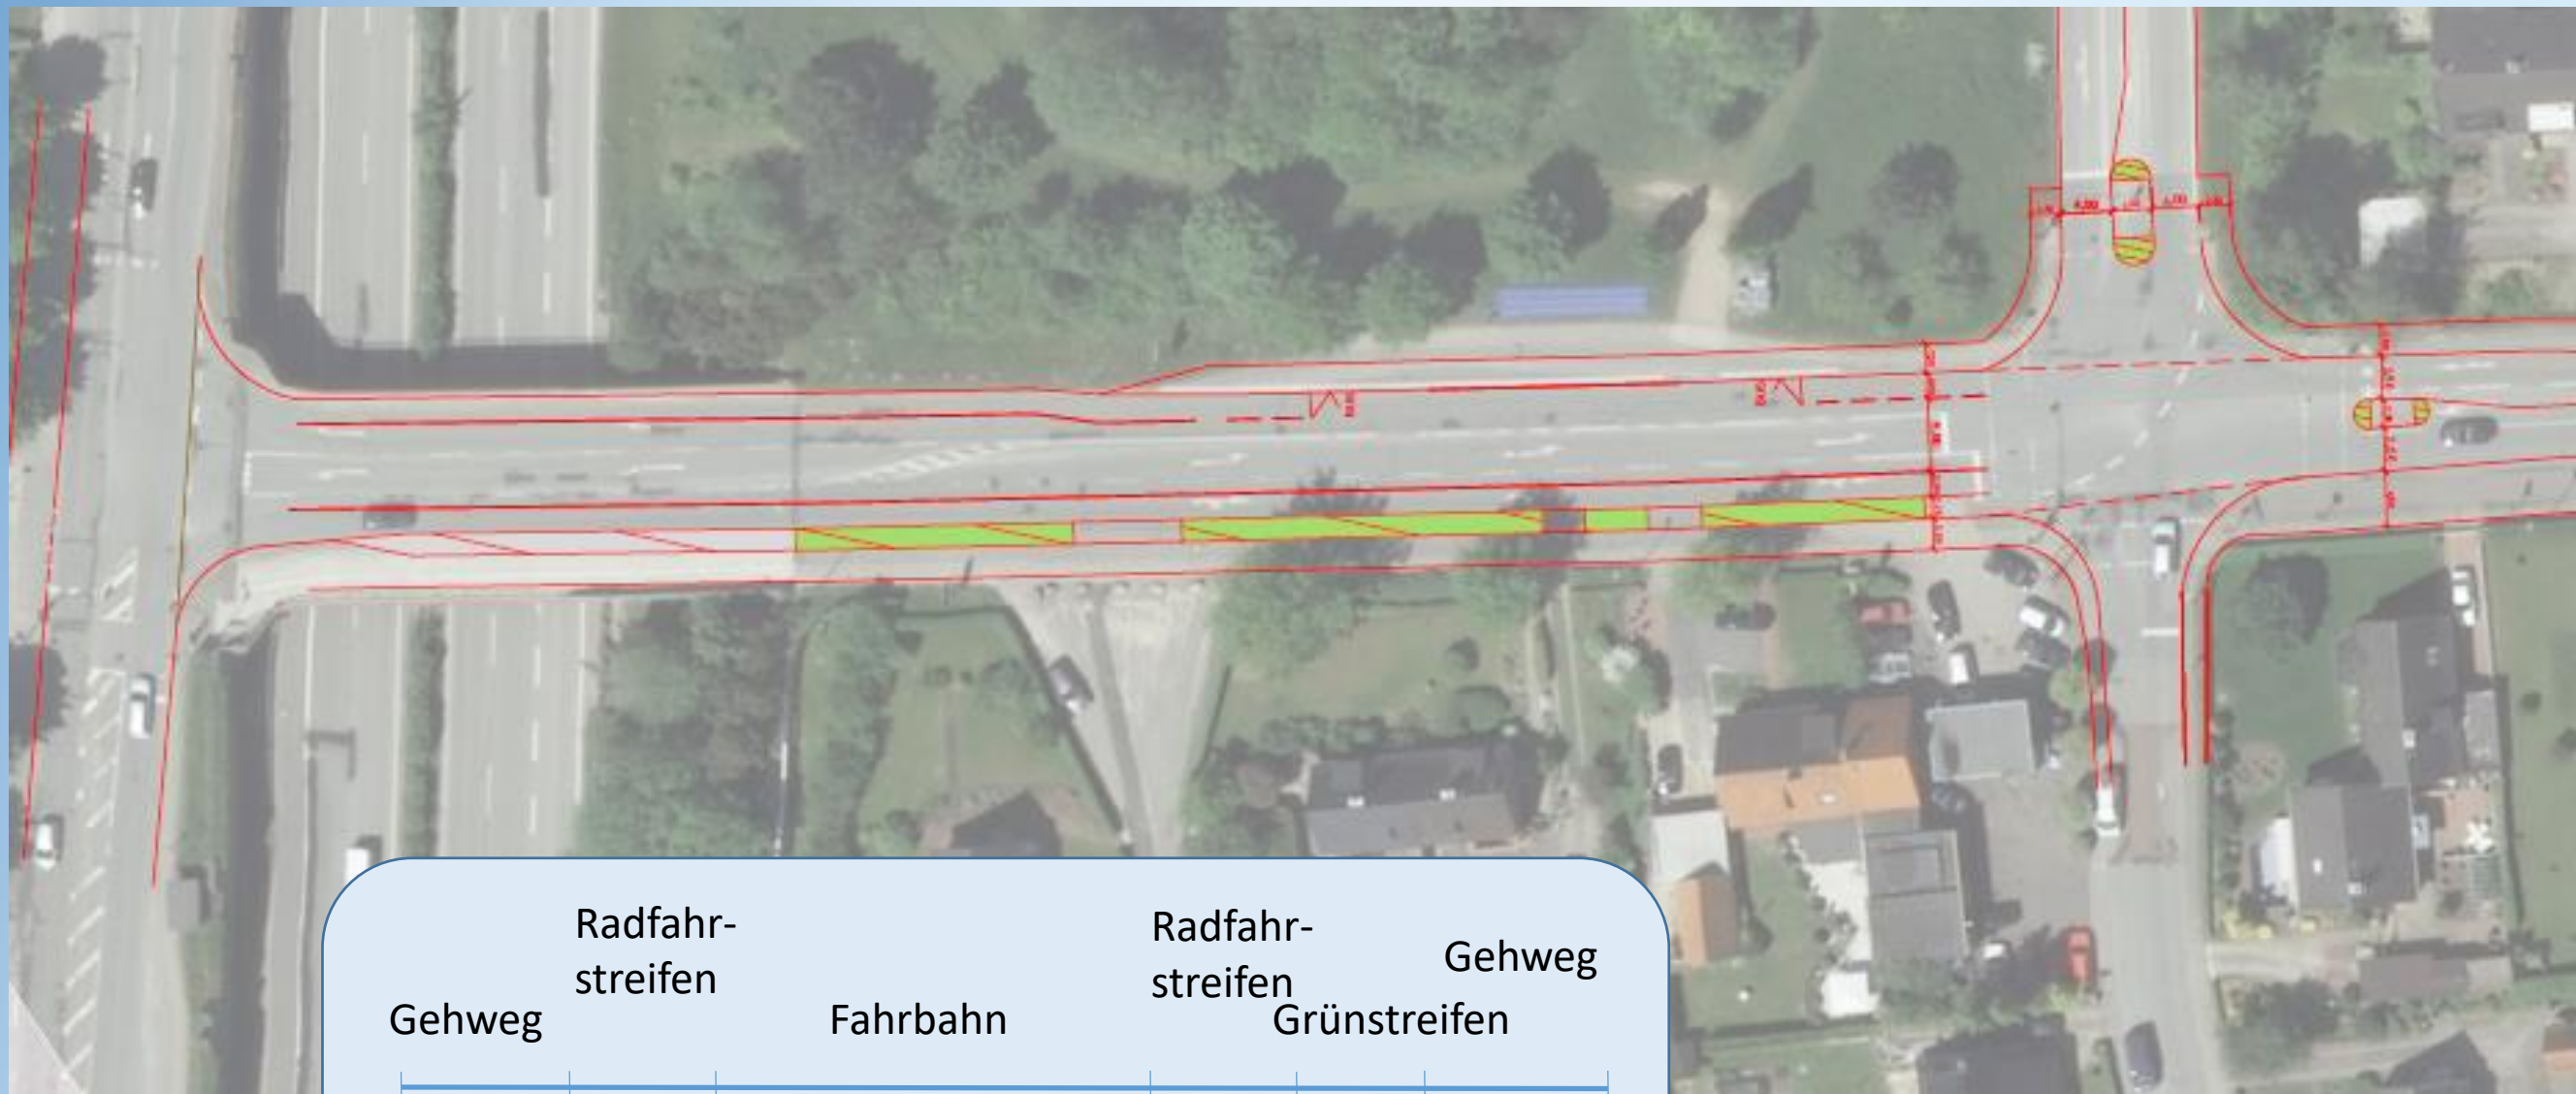 Radfahr-
streifen
Radfahr-
streifen
Gehweg
Gehweg
Fahrbahn
Grünstreifen